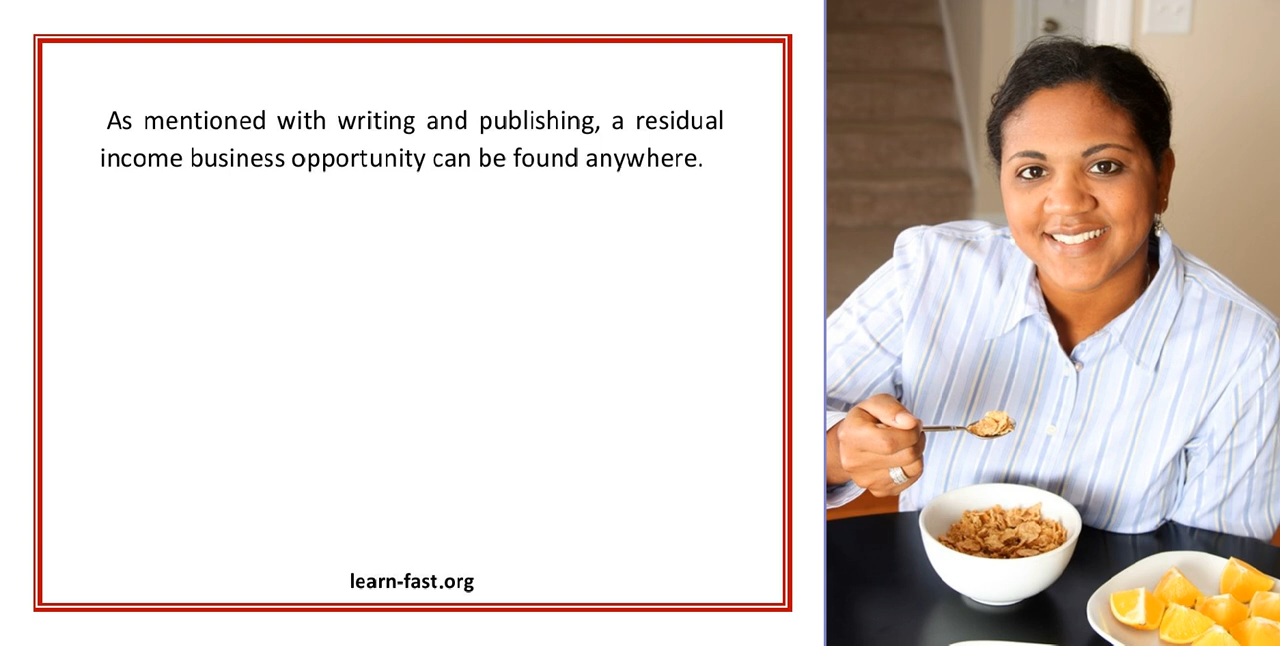 As mentioned with writing and publishing, a residual
income business opportunity can be found anywhere.
learn-fast.org